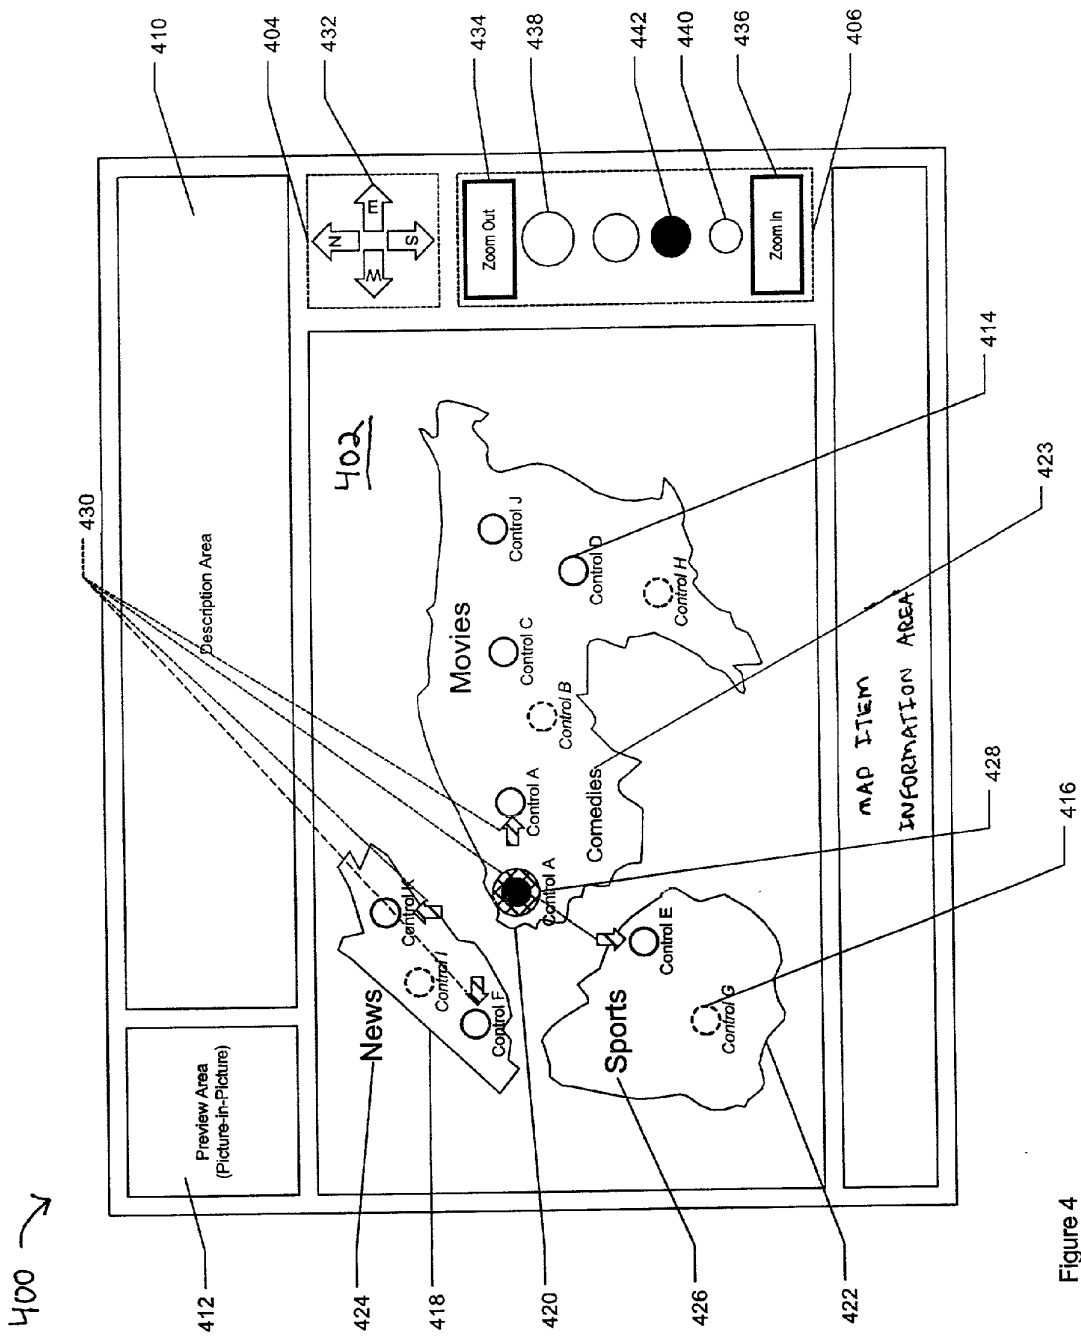 400
412
424
418
420
426
422
430
410
404
432
434
438
442
440
436
406
414
423
428
416
Preview Area
(Picture-in-Picture)
Description Area
N
W
E
S
Zoom Out
Zoom In
402
News
Control K
Control I
Control F
Movies
Control J
Control C
Control D
Control B
Control H
Control A
Control A
Comedies
Sports
Control E
Control G
MAP ITEM
INFORMATION AREA
Figure 4